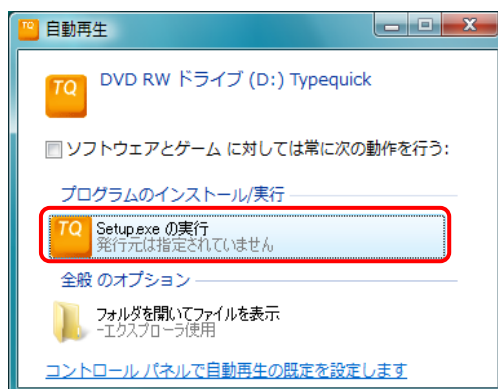 TQ 自動再生
TQ DVD RW ドライブ (D:) Typequick
ソフトウェアとゲーム に対しては常に次の動作を行う:
プログラムのインストール/実行
TQ Setup.exe の実行
発行元は指定されていません
全般 のオプション
フォルダを開いてファイルを表示
-エクスプローラ使用
コントロール パネルで自動再生の既定を設定します